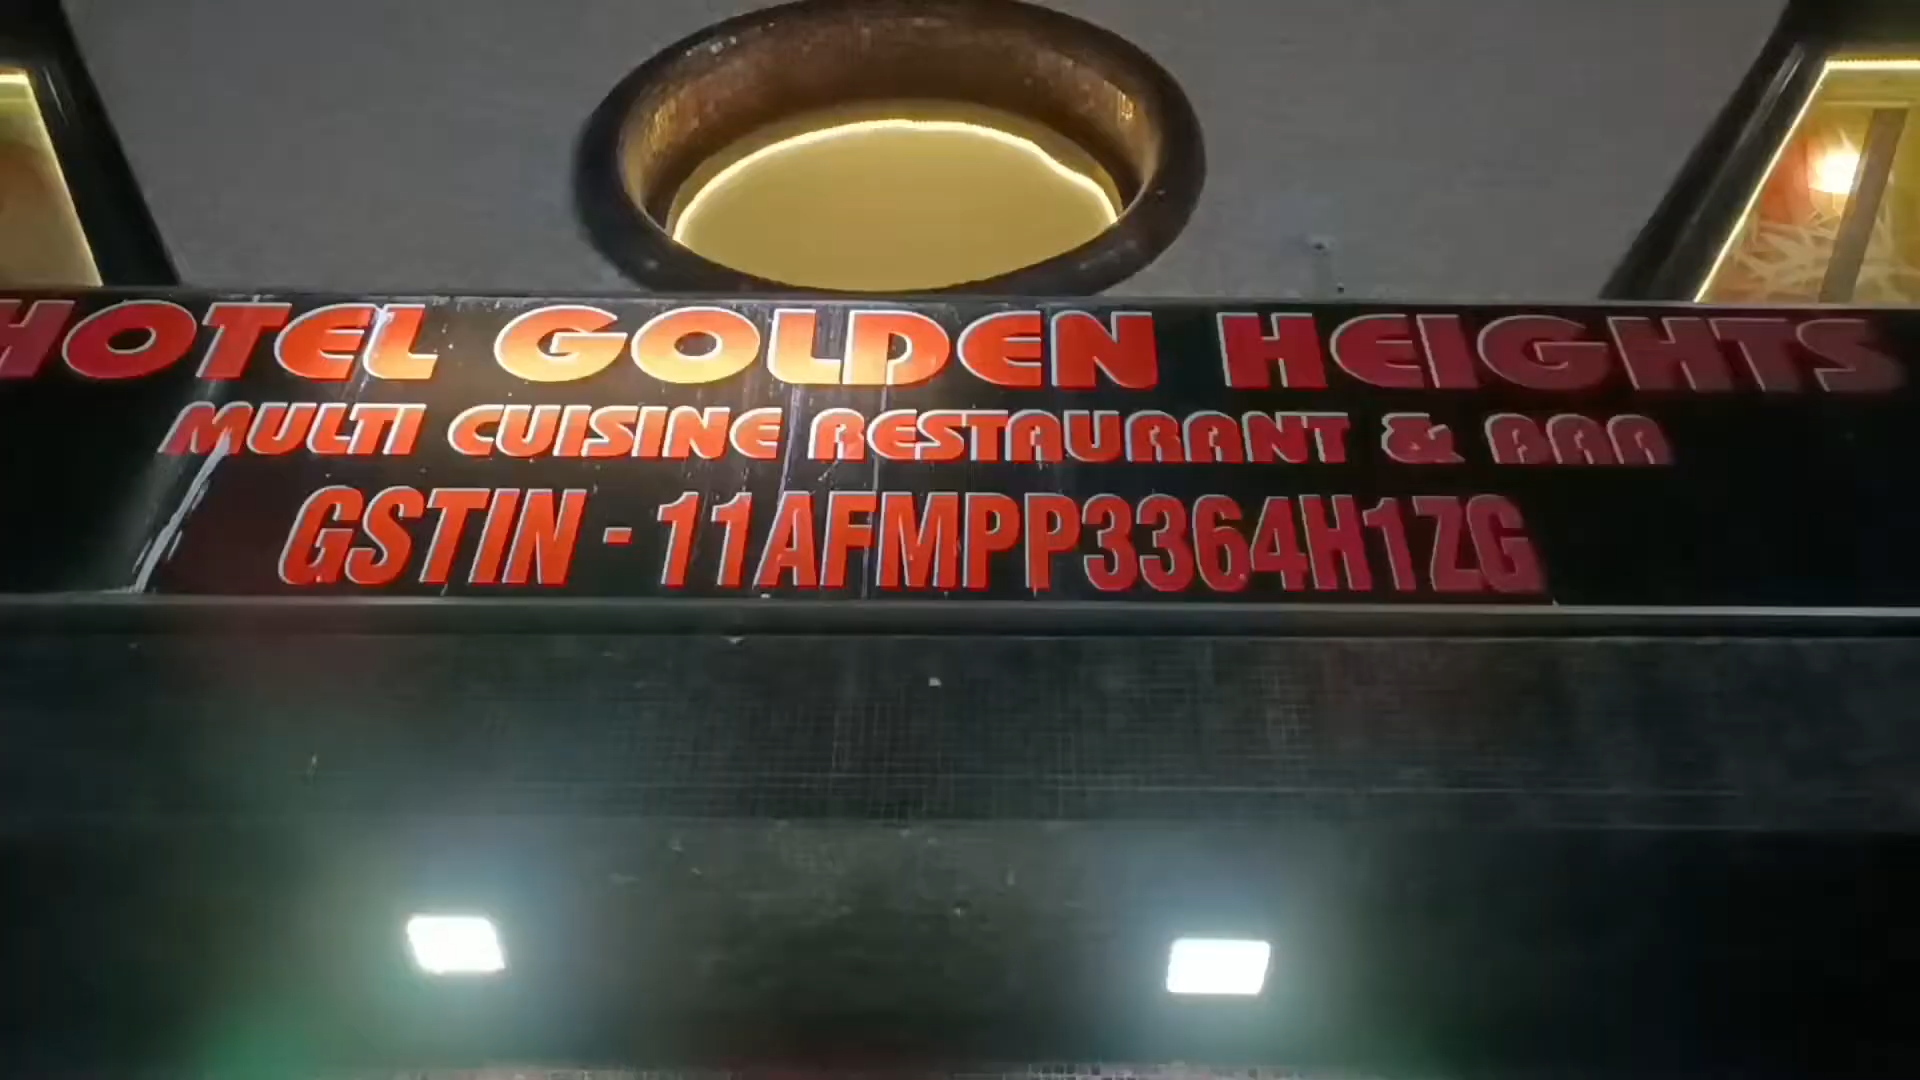 HOTEL GOLDEN HEIGHTS
MULTI CUISINE RESTAURANT & BAR
GSTIN - 11AFMPP3364H1ZG